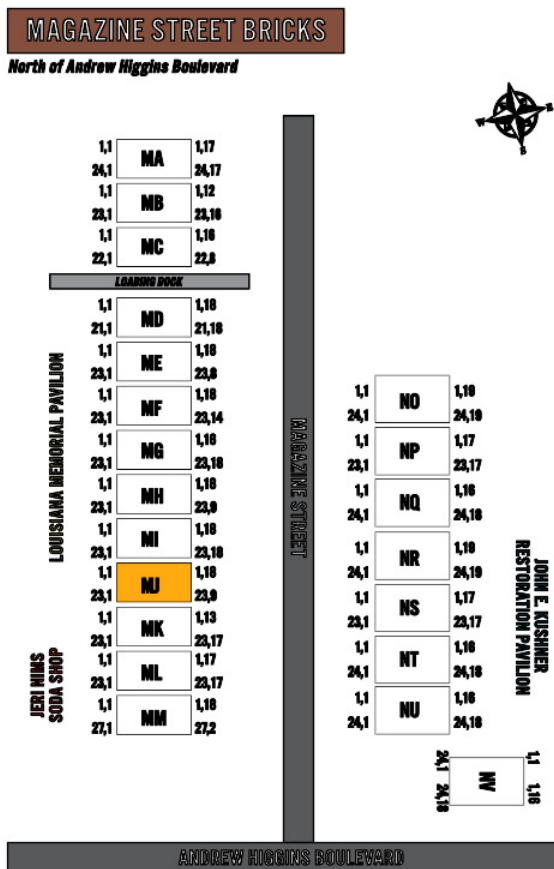 MAGAZINE STREET BRICKS
North of Andrew Higgins Boulevard
N
W
E
S
1,1 MA 1,17
24,1 24,17
1,1 MB 1,12
23,1 23,16
1,1 MC 1,16
22,1 22,8
LOADING DOCK
1,1 MD 1,18
21,1 21,18
1,1 ME 1,18
23,1 23,8
1,1 MF 1,18
23,1 23,14
1,1 MG 1,16
23,1 23,18
1,1 MH 1,18
23,1 23,9
1,1 MI 1,18
23,1 23,18
1,1 MJ 1,18
23,1 23,9
1,1 MK 1,13
23,1 23,17
1,1 ML 1,17
23,1 23,17
1,1 MM 1,18
27,1 27,2
LOUISIANA MEMORIAL PAVILION
JERI NIMS
SODA SHOP
MAGAZINE STREET
1,1 NO 1,19
24,1 24,19
1,1 NP 1,17
23,1 23,17
1,1 NQ 1,16
24,1 24,18
1,1 NR 1,19
24,1 24,19
1,1 NS 1,17
23,1 23,17
1,1 NT 1,16
24,1 24,18
1,1 NU 1,16
24,1 24,18
JOHN E. KUSHNER
RESTORATION PAVILION
24,1 NV 1,1
24,18 1,16
ANDREW HIGGINS BOULEVARD